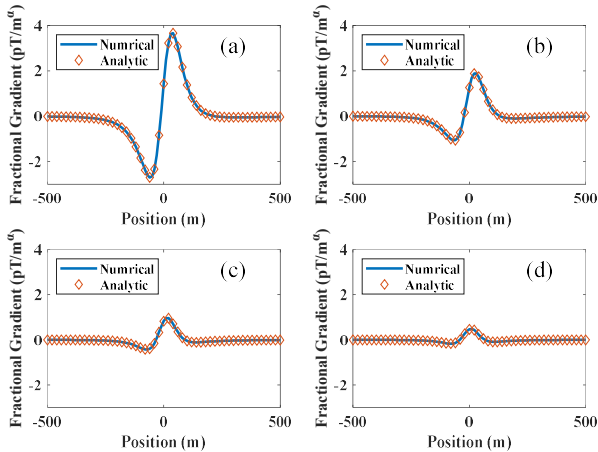 Fractional Gradient (pT/m^α)
4
2
0
-2
Numrical
Analytic
(a)
-500
0
500
Position (m)
Fractional Gradient (pT/m^α)
4
2
0
-2
Numrical
Analytic
(b)
-500
0
500
Position (m)
Fractional Gradient (pT/m^α)
4
2
0
-2
Numrical
Analytic
(c)
-500
0
500
Position (m)
Fractional Gradient (pT/m^α)
4
2
0
-2
Numrical
Analytic
(d)
-500
0
500
Position (m)